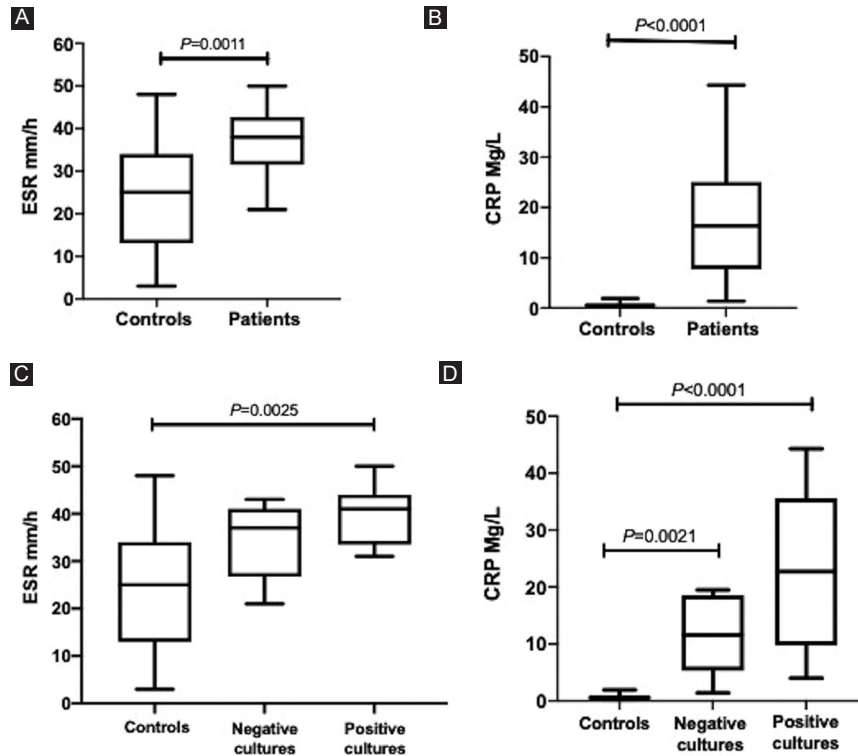 A
P=0.0011
60
50
40
30
20
10
0
ESR mm/h
Controls Patients
B
P<0.0001
50
40
30
20
10
0
CRP Mg/L
Controls Patients
C
P=0.0025
60
50
40
30
20
10
0
ESR mm/h
Controls Negative cultures Positive cultures
D
P<0.0001
P=0.0021
50
40
30
20
10
0
CRP Mg/L
Controls Negative cultures Positive cultures